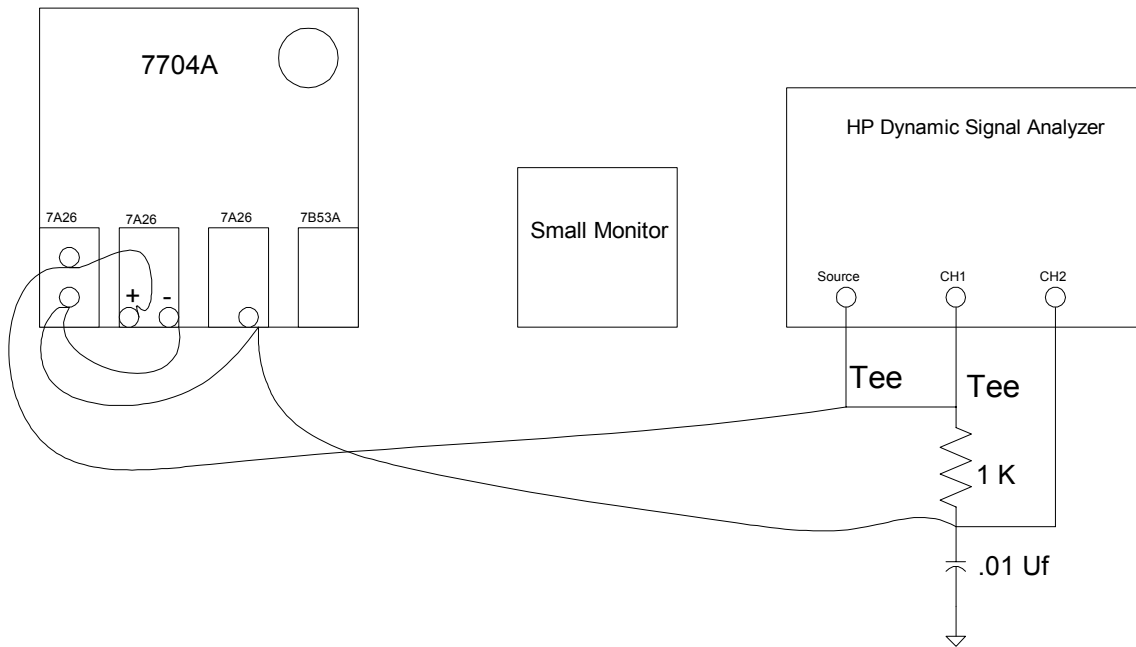 7704A
HP Dynamic Signal Analyzer
7A26
7A26
7A26
7B53A
Small Monitor
Source
CH1
CH2
+
-
Tee
Tee
1 K
.01 Uf